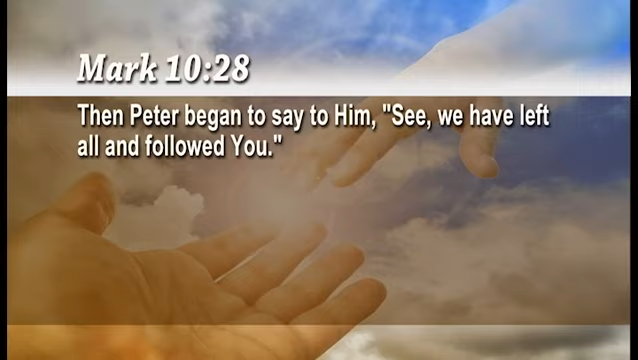 Mark 10:28
Then Peter began to say to Him, "See, we have left
all and followed You."